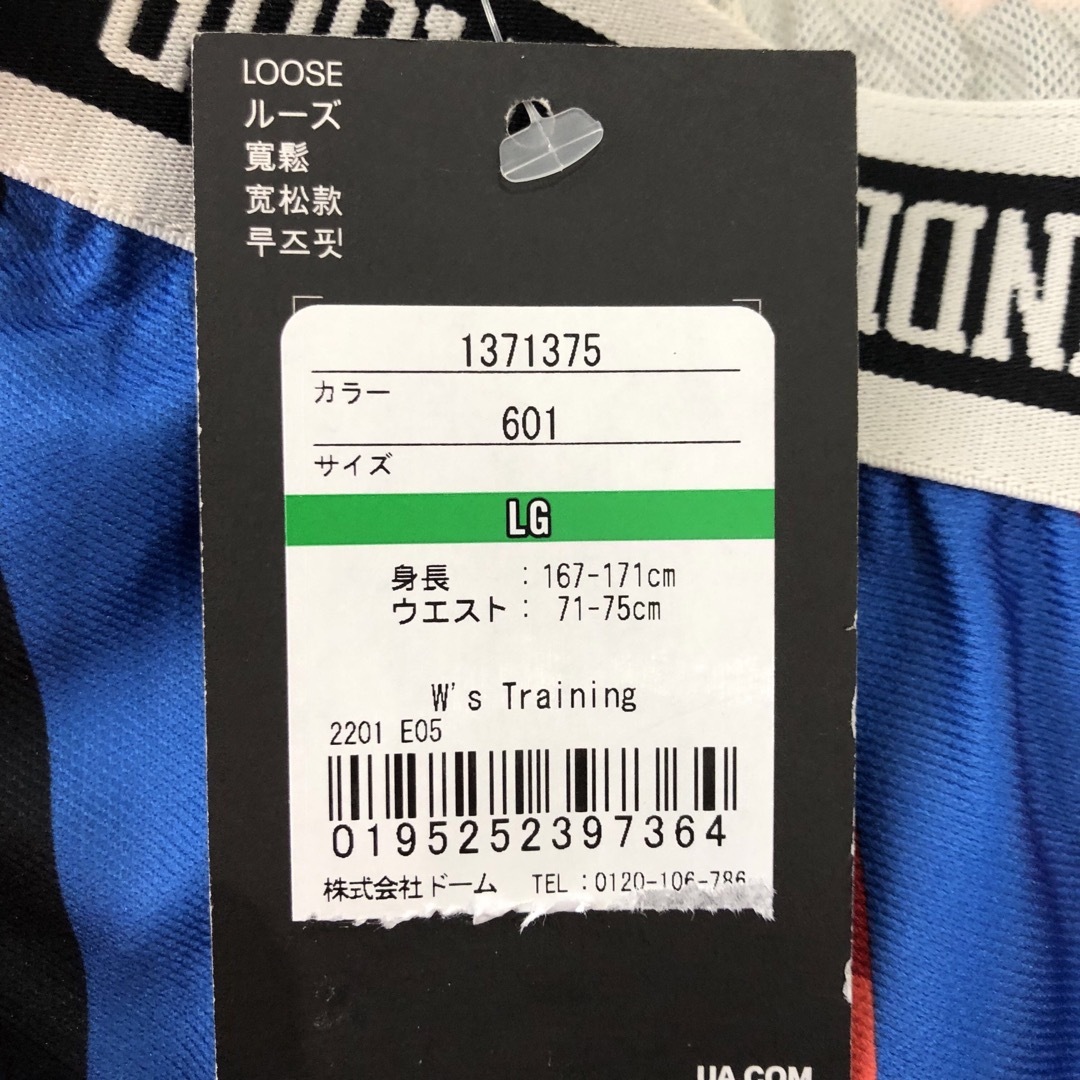 LOOSE
ルーズ
寬鬆
宽松款
루즈핏
1371375
カラー
601
サイズ
LG
身長 : 167-171cm
ウエスト : 71-75cm
W's Training
2201 E05
0195252397364
株式会社ドーム TEL : 0120-106-786
UA.COM